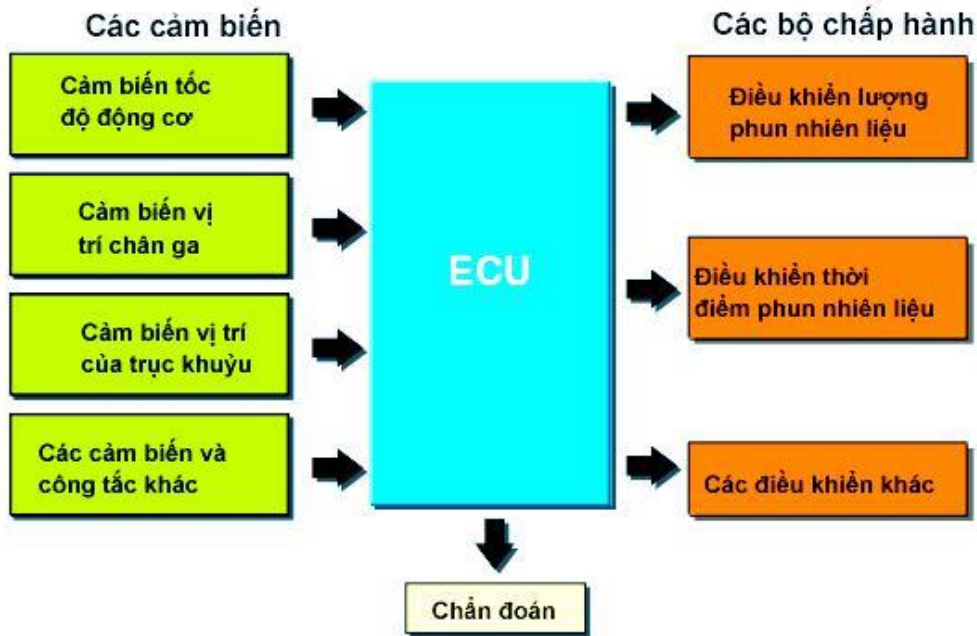 Các cảm biến
Các bộ chấp hành
Cảm biến tốc
độ động cơ
Cảm biến vị
trí chân ga
Cảm biến vị trí
của trục khuỷu
Các cảm biến và
công tắc khác
ECU
Điều khiển lượng
phun nhiên liệu
Điều khiển thời
điểm phun nhiên liệu
Các điều khiển khác
Chẩn đoán